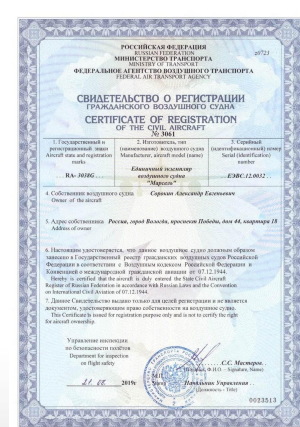 РОССИЙСКАЯ ФЕДЕРАЦИЯ
RUSSIAN FEDERATION
МИНИСТЕРСТВО ТРАНСПОРТА
MINISTRY OF TRANSPORT
ФЕДЕРАЛЬНОЕ АГЕНТСТВО ВОЗДУШНОГО ТРАНСПОРТА
FEDERAL AIR TRANSPORT AGENCY
СВИДЕТЕЛЬСТВО О РЕГИСТРАЦИИ
ГРАЖДАНСКОГО ВОЗДУШНОГО СУДНА
CERTIFICATE OF REGISTRATION
OF THE CIVIL AIRCRAFT
№ 3061
1. Государственный и регистрационный знаки
Aircraft state and registration marks
RA- 3038G
2. Изготовитель, тип (наименование) воздушного судна
Manufacturer, aircraft model (name)
Единичный экземпляр
воздушного судна
"Марсело"
3. Серийный (идентификационный) номер
Serial (identification) number
ЕЭВС.12.0032
4. Собственник воздушного судна Сорокин Александр Евгеньевич
Owner of the aircraft
5. Адрес собственника Россия, город Вологда, проспект Победы, дом 44, квартира 18
Address of owner
6. Настоящим удостоверяется, что данное воздушное судно должным образом
занесено в Государственный реестр гражданских воздушных судов Российской
Федерации в соответствии с Воздушным кодексом Российской Федерации и
Конвенцией о международной гражданской авиации от 07.12.1944.
Hereby is certified that the aircraft is duly entered the State Civil Aircraft
Register of Russian Federation in accordance with Russian Laws and the Convention
on International Civil Aviation of 07.12.1944.
7. Данное Свидетельство выдано только для целей регистрации и не является
документом, удостоверяющим право собственности на воздушное судно.
This Certificate is issued for registration purpose only and is not to certify the right
for aircraft ownership.
Управление инспекции
по безопасности полётов
Department for inspection
on flight safety
С.С. Мастеров
(Подпись, Ф.И.О. - Signature, Name)
2019г.
Начальник Управления
(Должность - Title)
0023513